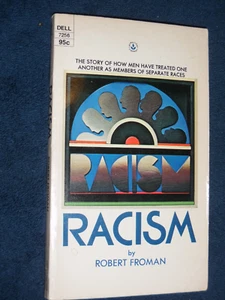 DELL
7256
95c
THE STORY OF HOW MEN HAVE TREATED ONE
ANOTHER AS MEMBERS OF SEPARATE RACES
RACISM
RACISM
by
ROBERT FROMAN